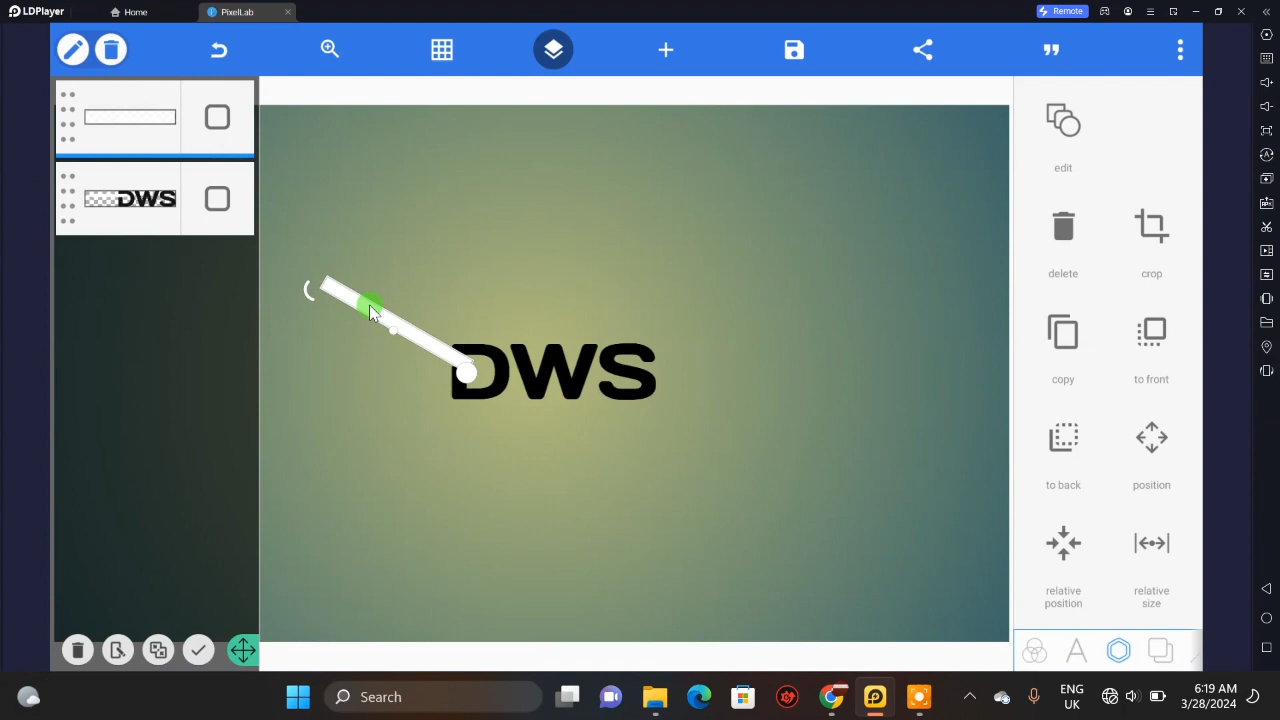 LDPlayer
Home
PixelLab
Remote
DWS
DWS
edit
delete
crop
copy
to front
to back
position
relative
position
relative
size
Search
ENG
UK
6:19 AM
3/28/2024